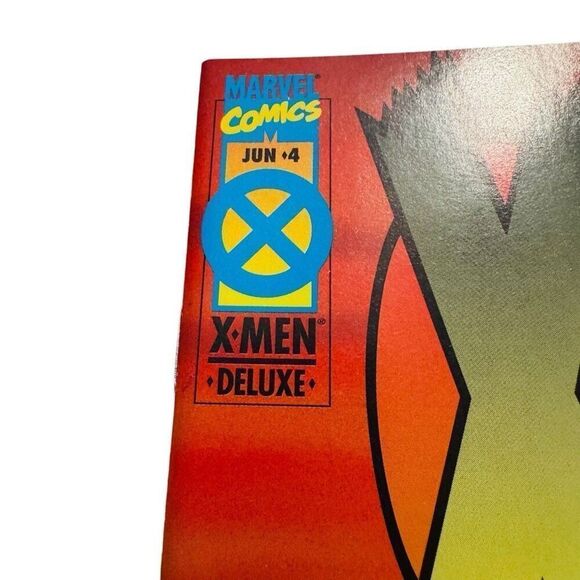 MARVEL®
COMICS
JUN ♦4
X♦MEN®
♦DELUXE♦